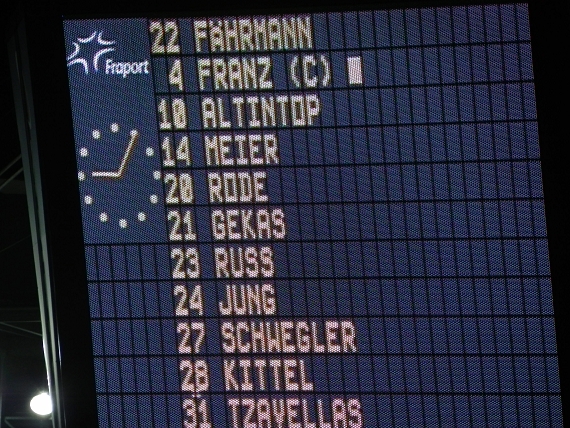 Fraport
22 FÄHRMANN
4 FRANZ (C)
10 ALTINTOP
14 MEIER
20 RODE
21 GEKAS
23 RUSS
24 JUNG
27 SCHWEGLER
28 KITTEL
31 TZAVELLAS